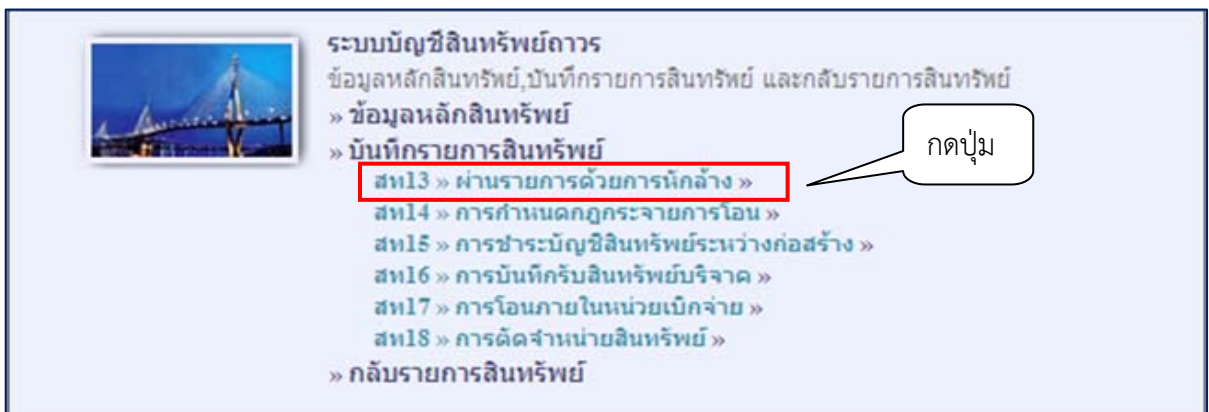 ระบบบัญชีสินทรัพย์ถาวร
ข้อมูลหลักสินทรัพย์,บันทึกรายการสินทรัพย์ และกลับรายการสินทรัพย์
» ข้อมูลหลักสินทรัพย์
» บันทึกรายการสินทรัพย์
กดปุ่ม
สท13 » ผ่านรายการด้วยการหักล้าง »
สท14 » การกำหนดกฎกระจายการโอน »
สท15 » การชำระบัญชีสินทรัพย์ระหว่างก่อสร้าง »
สท16 » การบันทึกรับสินทรัพย์บริจาค »
สท17 » การโอนภายในหน่วยเบิกจ่าย »
สท18 » การตัดจำหน่ายสินทรัพย์ »
» กลับรายการสินทรัพย์